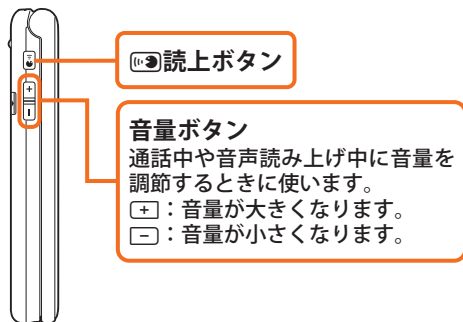 読上ボタン
音量ボタン
通話中や音声読み上げ中に音量を
調節するときに使います。
+：音量が大きくなります。
-：音量が小さくなります。